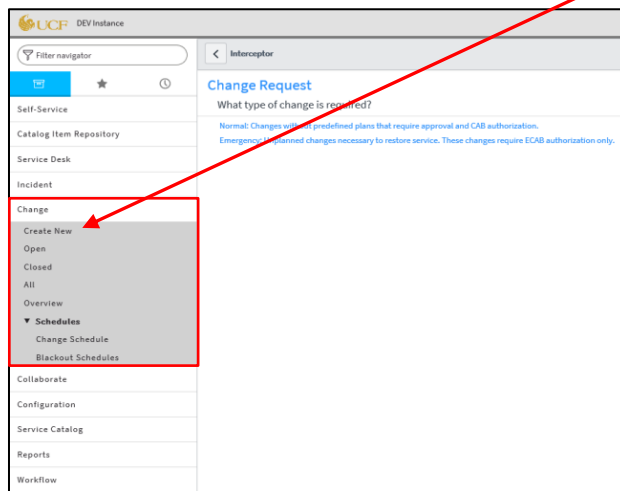 UCF DEV Instance
Filter navigator
Interceptor
Change Request
What type of change is required?
Normal: Changes without predefined plans that require approval and CAB authorization.
Emergency: Unplanned changes necessary to restore service. These changes require ECAB authorization only.
Self-Service
Catalog Item Repository
Service Desk
Incident
Change
Create New
Open
Closed
All
Overview
Schedules
Change Schedule
Blackout Schedules
Collaborate
Configuration
Service Catalog
Reports
Workflow